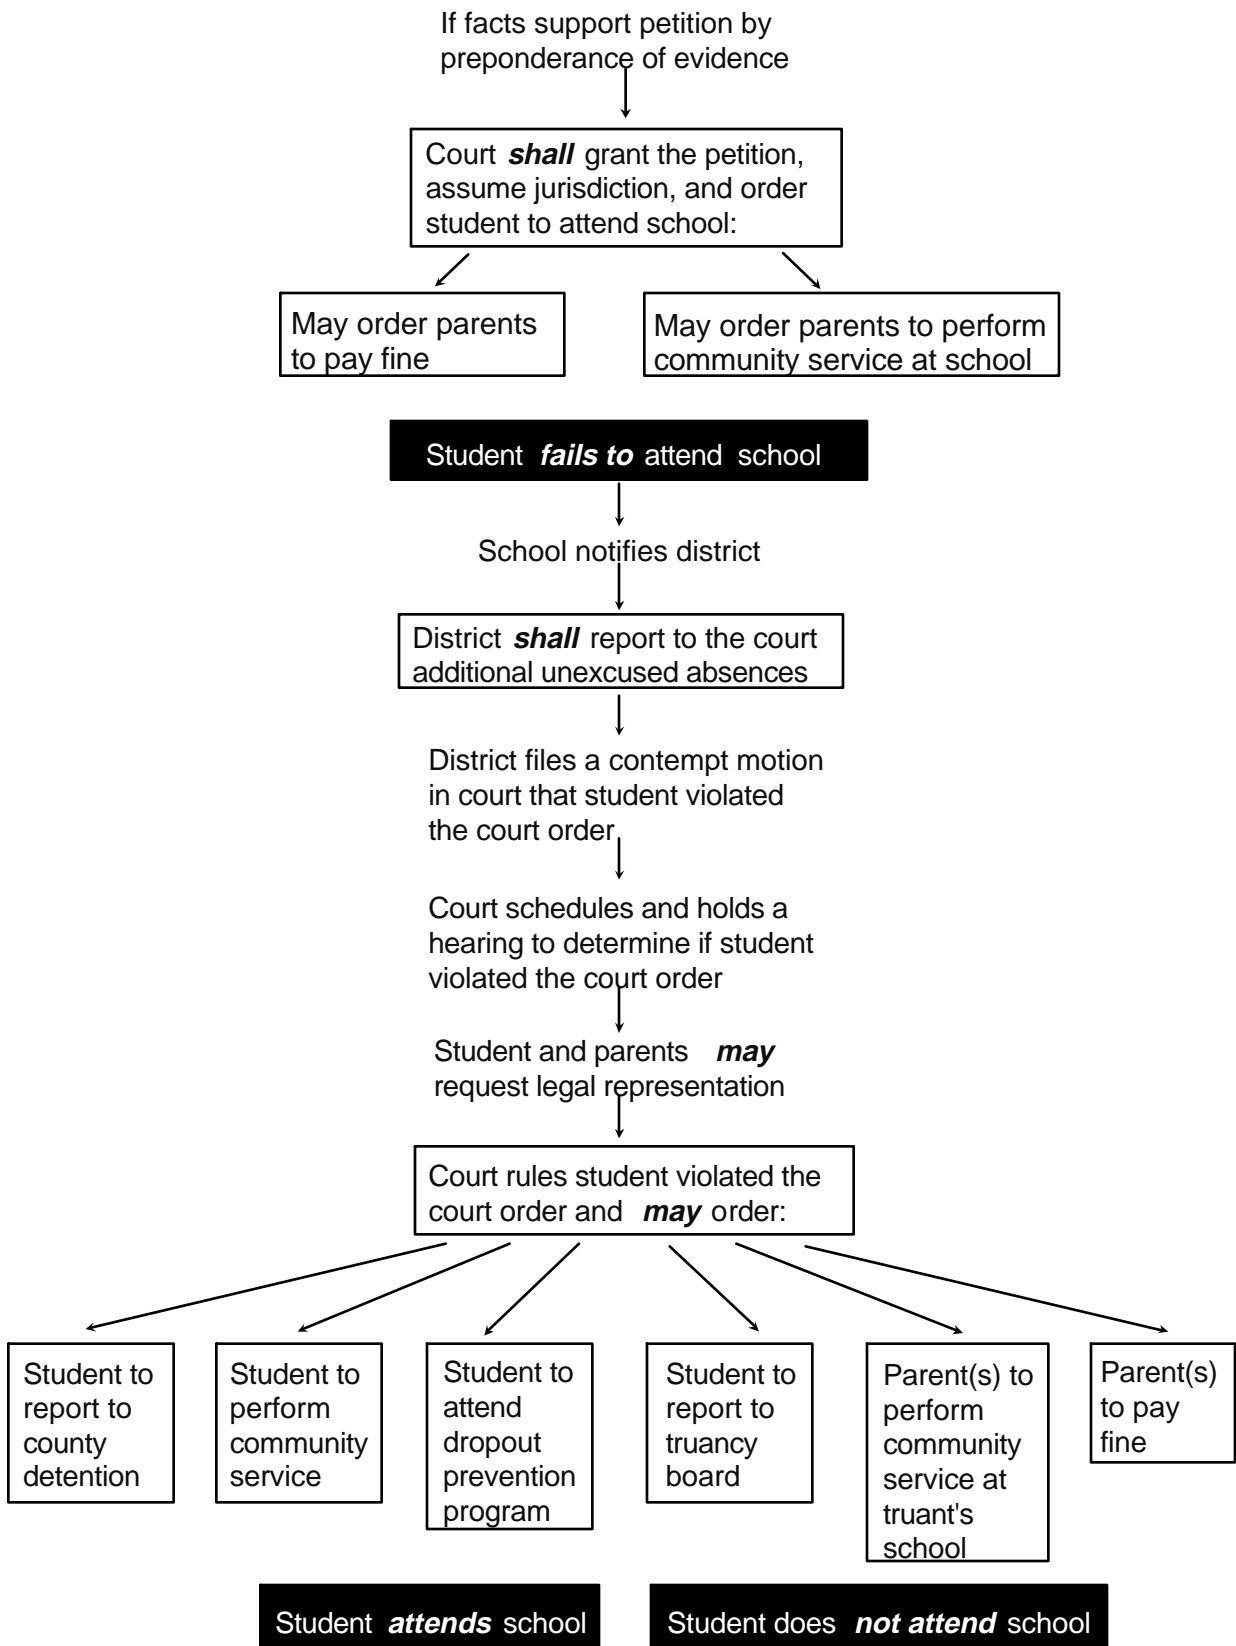 If facts support petition by
preponderance of evidence
Court shall grant the petition,
assume jurisdiction, and order
student to attend school:
May order parents
to pay fine
May order parents to perform
community service at school
Student fails to attend school
School notifies district
District shall report to the court
additional unexcused absences
District files a contempt motion
in court that student violated
the court order
Court schedules and holds a
hearing to determine if student
violated the court order
Student and parents may
request legal representation
Court rules student violated the
court order and may order:
Student to
report to
county
detention
Student to
perform
community
service
Student to
attend
dropout
prevention
program
Student to
report to
truancy
board
Parent(s) to
perform
community
service at
truant's
school
Parent(s)
to pay
fine
Student attends school
Student does not attend school